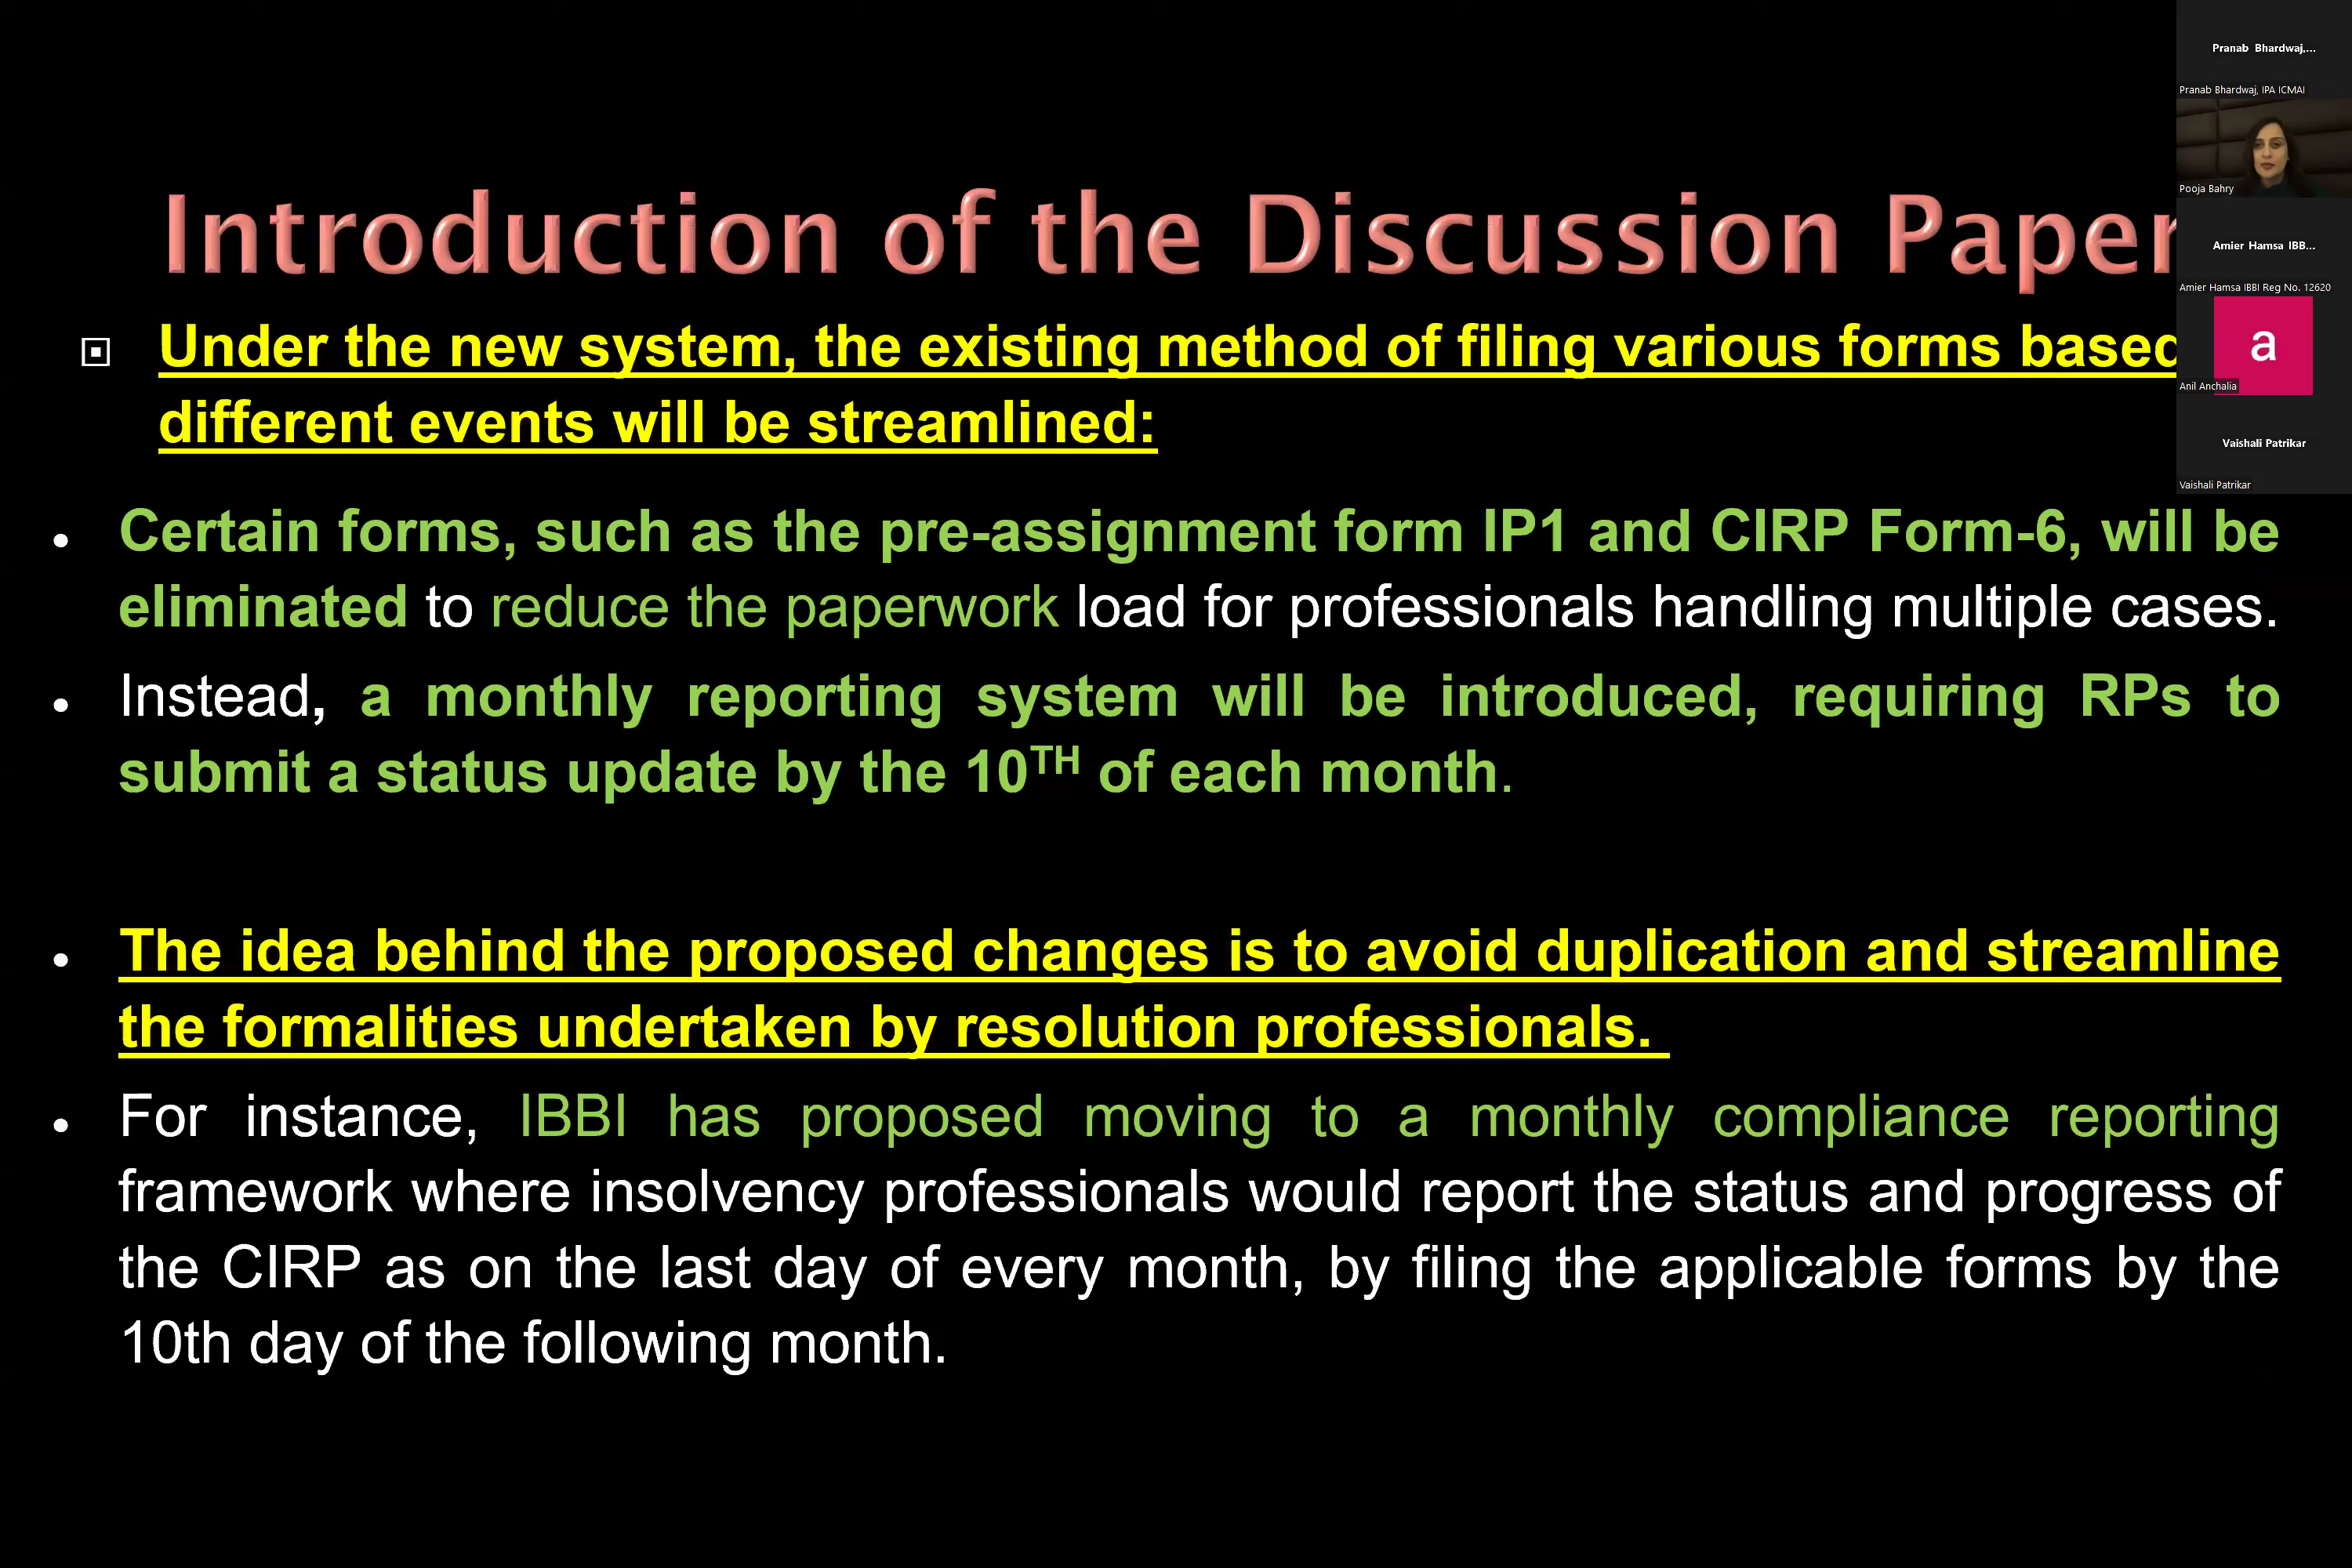 Introduction of the Discussion Paper
Under the new system, the existing method of filing various forms based
different events will be streamlined:
• Certain forms, such as the pre-assignment form IP1 and CIRP Form-6, will be
eliminated to reduce the paperwork load for professionals handling multiple cases.
• Instead, a monthly reporting system will be introduced, requiring RPs to
submit a status update by the 10TH of each month.
• The idea behind the proposed changes is to avoid duplication and streamline
the formalities undertaken by resolution professionals.
• For instance, IBBI has proposed moving to a monthly compliance reporting
framework where insolvency professionals would report the status and progress of
the CIRP as on the last day of every month, by filing the applicable forms by the
10th day of the following month.
Pranab Bhardwaj,...
Pranab Bhardwaj, IPA ICMAI
Pooja Bahry
Amier Hamsa IBB...
Amier Hamsa IBBI Reg No. 12620
a
Anil Anchalia
Vaishali Patrikar
Vaishali Patrikar